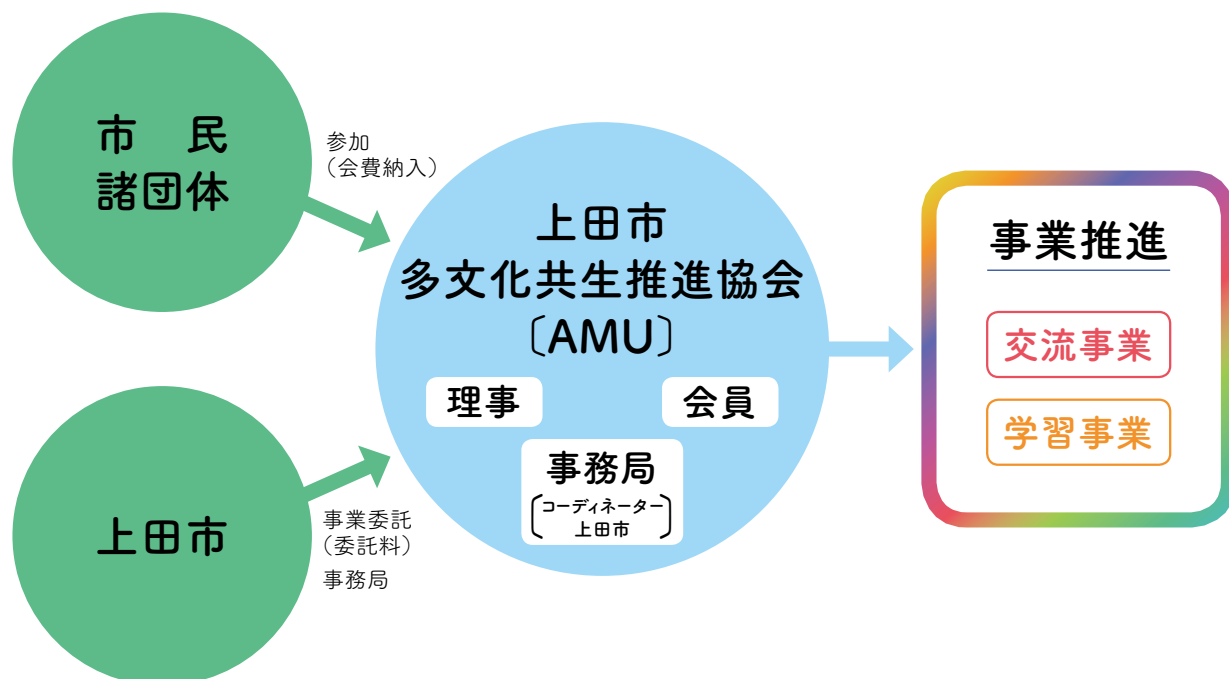 市　民
諸団体
参加
（会費納入）
上田市
事業委託
（委託料）
事務局
上田市
多文化共生推進協会
〔AMU〕
理事
会員
事務局
コーディネーター
上田市
事業推進
交流事業
学習事業